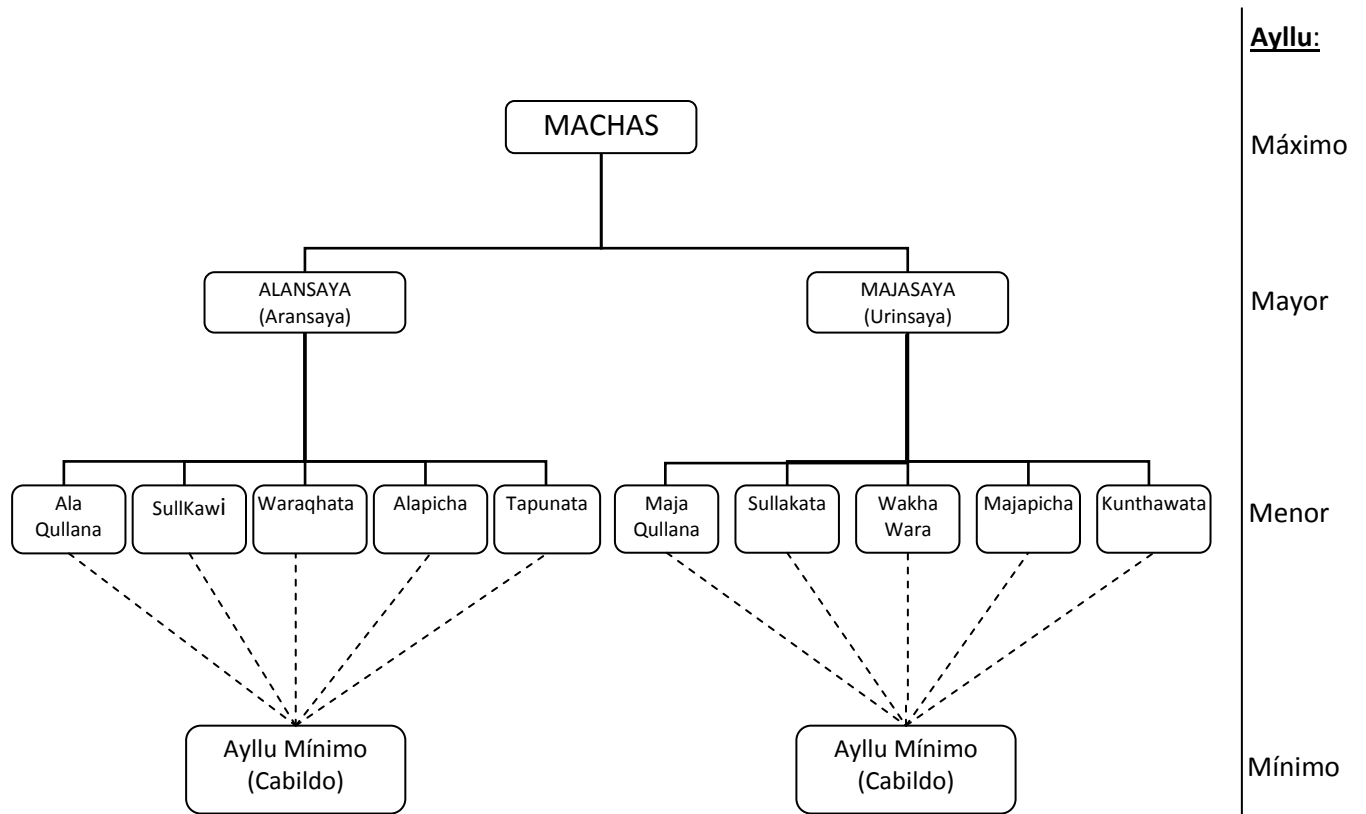 Ayllu:
MACHAS
Máximo
ALANSAYA
(Aransaya)
MAJASAYA
(Urinsaya)
Mayor
Ala
Qullana
SullKawi
Waraqhata
Alapicha
Tapunata
Maja
Qullana
Sullakata
Wakha
Wara
Majapicha
Kunthawata
Menor
Ayllu Mínimo
(Cabildo)
Ayllu Mínimo
(Cabildo)
Mínimo